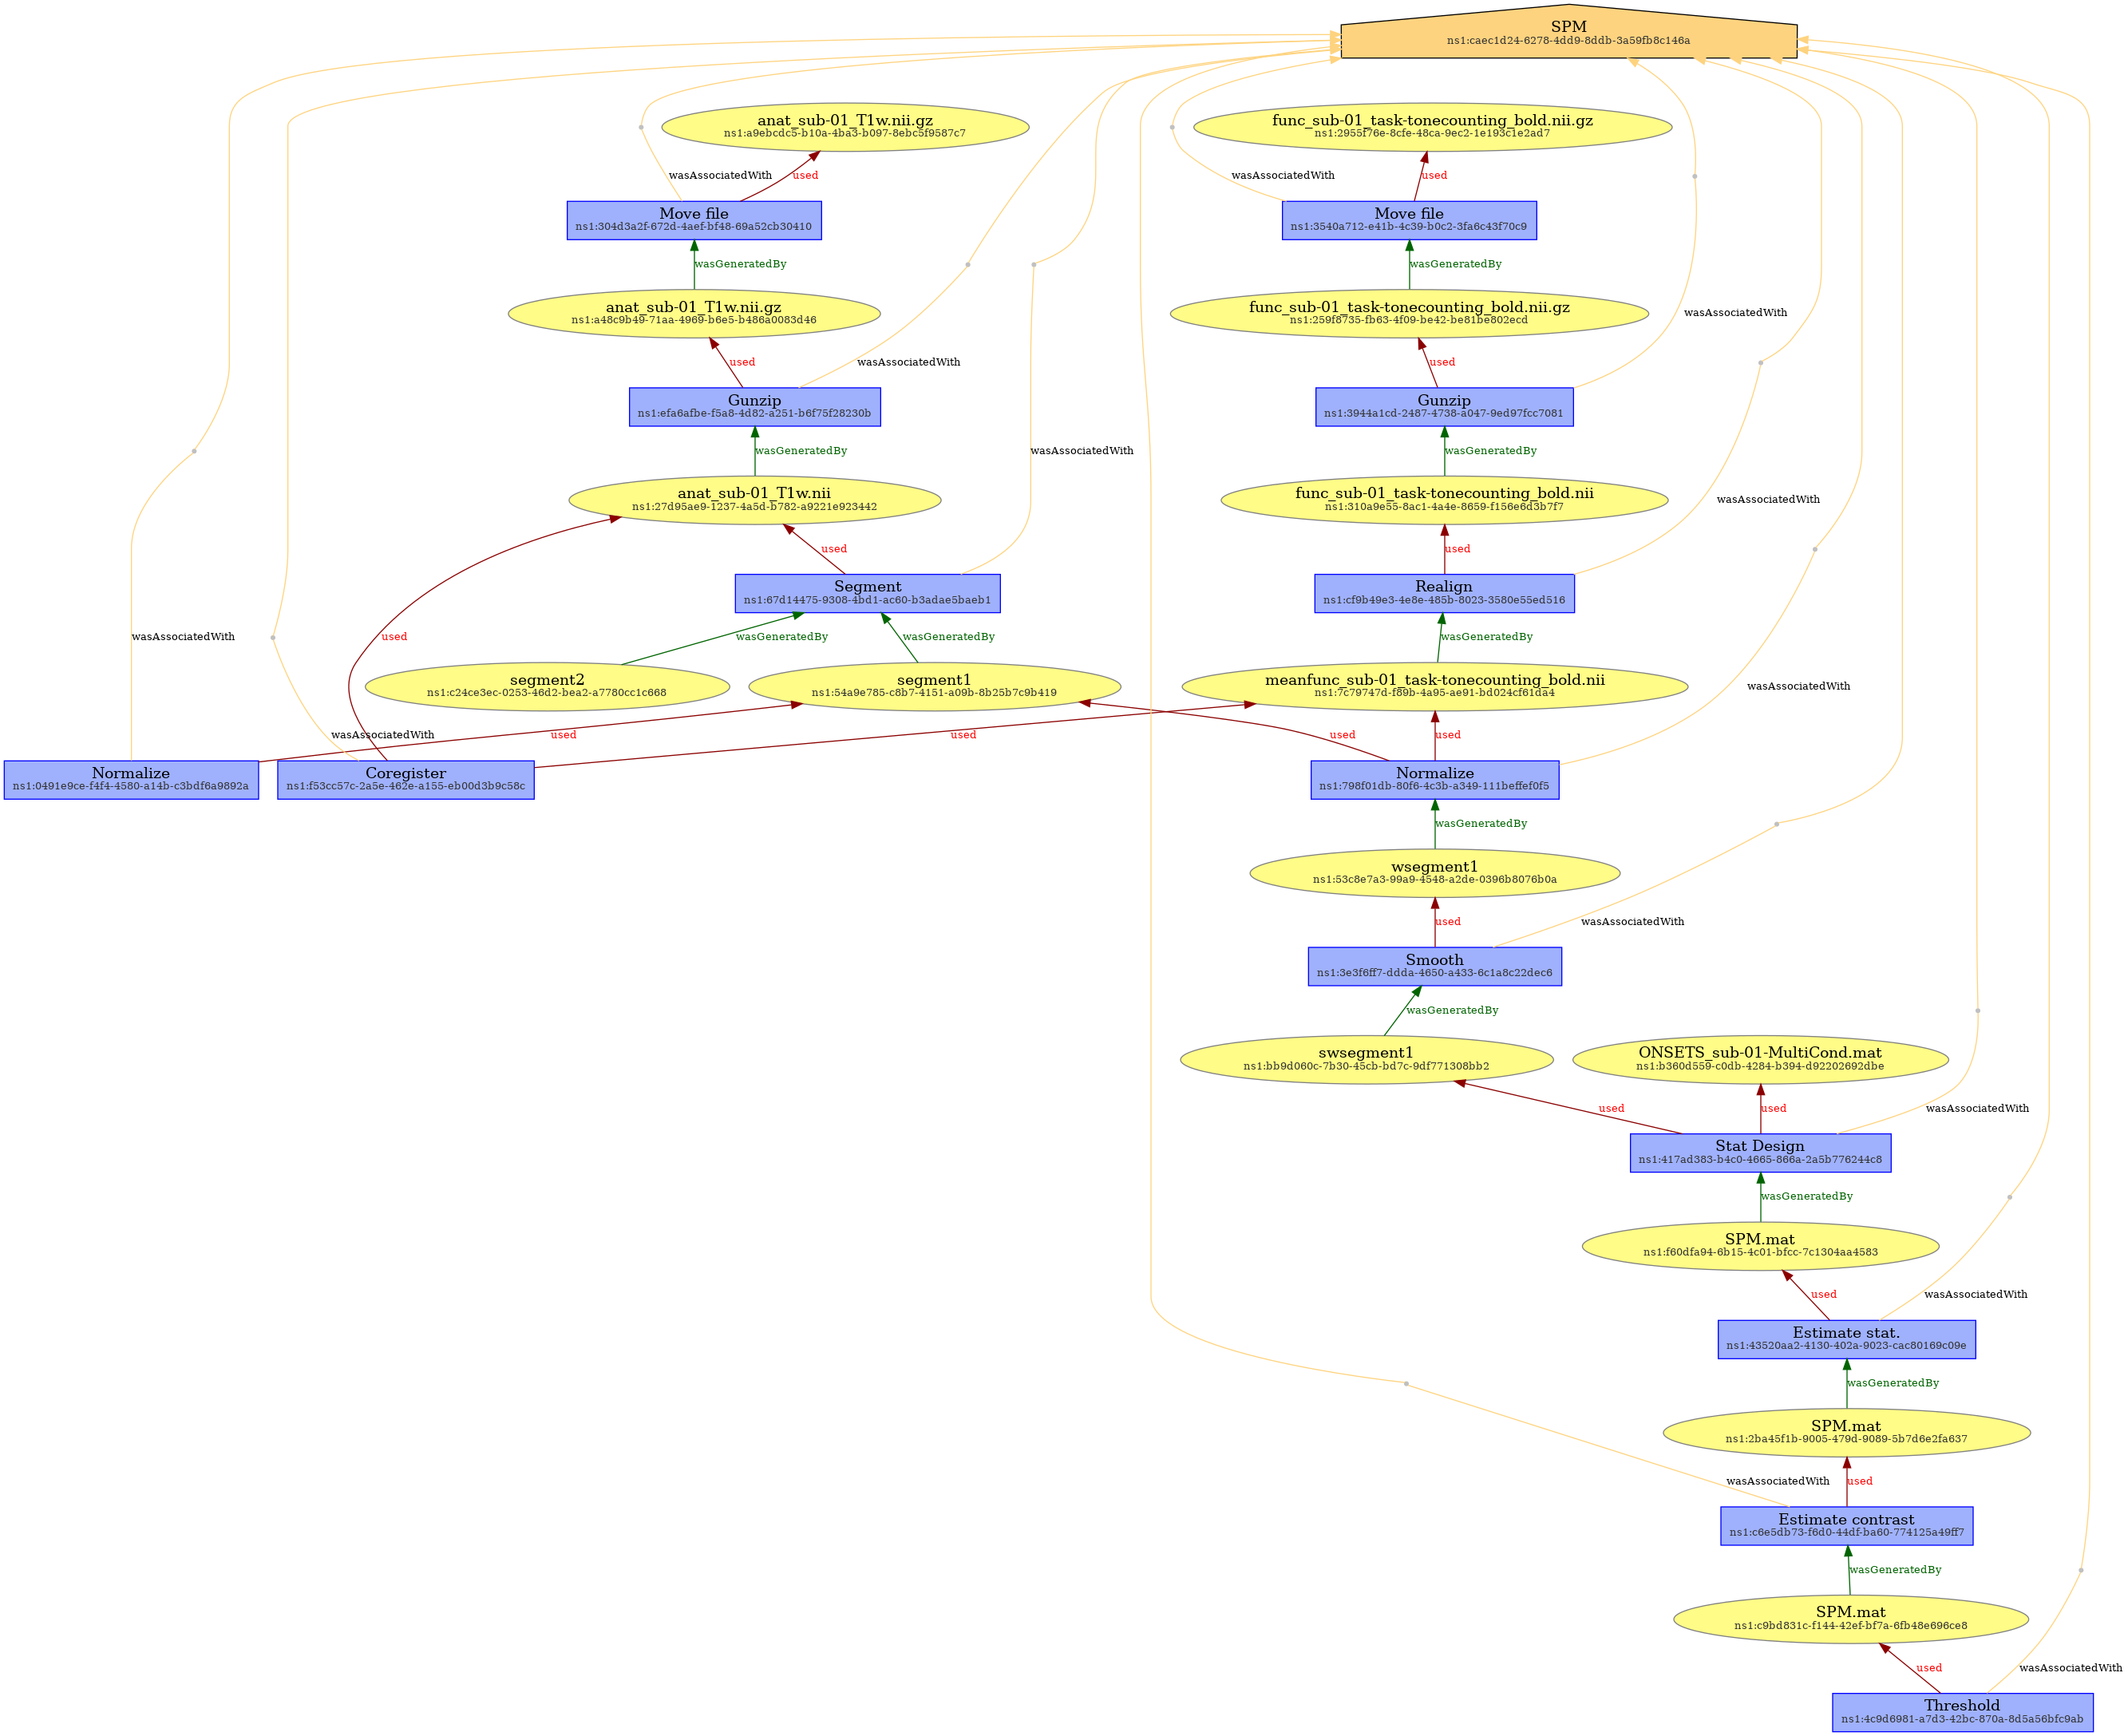 SPM
ns1:caec1d24-6278-4dd9-8ddb-3a59fb8c146a
anat_sub-01_T1w.nii.gz
ns1:a9ebcdc5-b10a-4ba3-b097-8ebc5f9587c7
func_sub-01_task-tonecounting_bold.nii.gz
ns1:2955f76e-8cfe-48ca-9ec2-1e193c1e2ad7
wasAssociatedWith
used
wasAssociatedWith
used
Move file
ns1:304d3a2f-672d-4aef-bf48-69a52cb30410
Move file
ns1:3540a712-e41b-4c39-b0c2-3fa6c43f70c9
wasGeneratedBy
wasGeneratedBy
anat_sub-01_T1w.nii.gz
ns1:a48c9b49-71aa-4969-b6e5-b486a0083d46
func_sub-01_task-tonecounting_bold.nii.gz
ns1:259f8735-fb63-4f09-be42-be81be802ecd
wasAssociatedWith
used
wasAssociatedWith
used
Gunzip
ns1:efa6afbe-f5a8-4d82-a251-b6f75f28230b
Gunzip
ns1:3944a1cd-2487-4738-a047-9ed97fcc7081
wasGeneratedBy
wasAssociatedWith
wasGeneratedBy
anat_sub-01_T1w.nii
ns1:27d95ae9-1237-4a5d-b782-a9221e923442
func_sub-01_task-tonecounting_bold.nii
ns1:310a9e55-8ac1-4a4e-8659-f156e6d3b7f7
wasAssociatedWith
used
used
Segment
ns1:67d14475-9308-4bd1-ac60-b3adae5baeb1
Realign
ns1:cf9b49e3-4e8e-485b-8023-3580e55ed516
wasAssociatedWith
used
wasGeneratedBy
wasGeneratedBy
wasGeneratedBy
segment2
ns1:c24ce3ec-0253-46d2-bea2-a7780cc1c668
segment1
ns1:54a9e785-c8b7-4151-a09b-8b25b7c9b419
meanfunc_sub-01_task-tonecounting_bold.nii
ns1:7c79747d-f89b-4a95-ae91-bd024cf61da4
wasAssociatedWith
wasAssociatedWith
used
used
used
used
Normalize
ns1:0491e9ce-f4f4-4580-a14b-c3bdf6a9892a
Coregister
ns1:f53cc57c-2a5e-462e-a155-eb00d3b9c58c
Normalize
ns1:798f01db-80f6-4c3b-a349-111beffef0f5
wasGeneratedBy
wsegment1
ns1:53c8e7a3-99a9-4548-a2de-0396b8076b0a
used
wasAssociatedWith
Smooth
ns1:3e3f6ff7-ddda-4650-a433-6c1a8c22dec6
wasGeneratedBy
swsegment1
ns1:bb9d060c-7b30-45cb-bd7c-9df771308bb2
ONSETS_sub-01-MultiCond.mat
ns1:b360d559-c0db-4284-b394-d92202692dbe
used
used
wasAssociatedWith
Stat Design
ns1:417ad383-b4c0-4665-866a-2a5b776244c8
wasGeneratedBy
SPM.mat
ns1:f60dfa94-6b15-4c01-bfcc-7c1304aa4583
used
wasAssociatedWith
Estimate stat.
ns1:43520aa2-4130-402a-9023-cac80169c09e
wasGeneratedBy
SPM.mat
ns1:2ba45f1b-9005-479d-9089-5b7d6e2fa637
wasAssociatedWith
used
Estimate contrast
ns1:c6e5db73-f6d0-44df-ba60-774125a49ff7
wasGeneratedBy
SPM.mat
ns1:c9bd831c-f144-42ef-bf7a-6fb48e696ce8
used
wasAssociatedWith
Threshold
ns1:4c9d6981-a7d3-42bc-870a-8d5a56bfc9ab